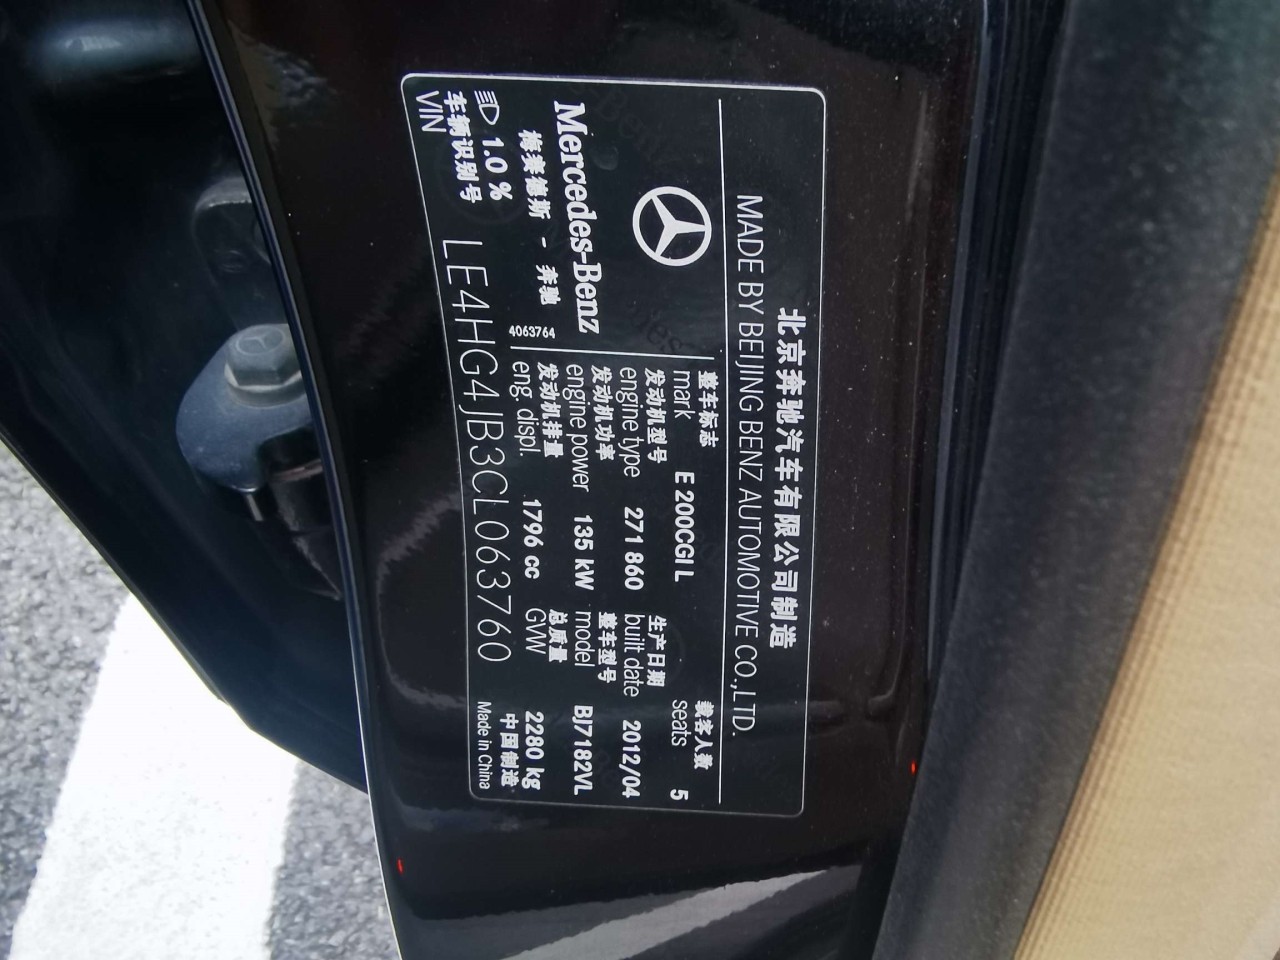 北京奔驰汽车有限公司制造
MADE BY BEIJING BENZ AUTOMOTIVE CO.,LTD.
整车标志 载客人数
mark E 200CGI L seats 5
发动机型号 生产日期
engine type 271 860 built date 2012/04
发动机功率 整车型号
engine power 135 kW model BJ7182VL
发动机排量 总质量
eng. displ. 1796 cc GVW 2280 kg
Mercedes-Benz
梅赛德斯 - 奔驰
4063764
1.0 %
中国制造
Made in China
车辆识别号
VIN LE4HG4JB3CL063760